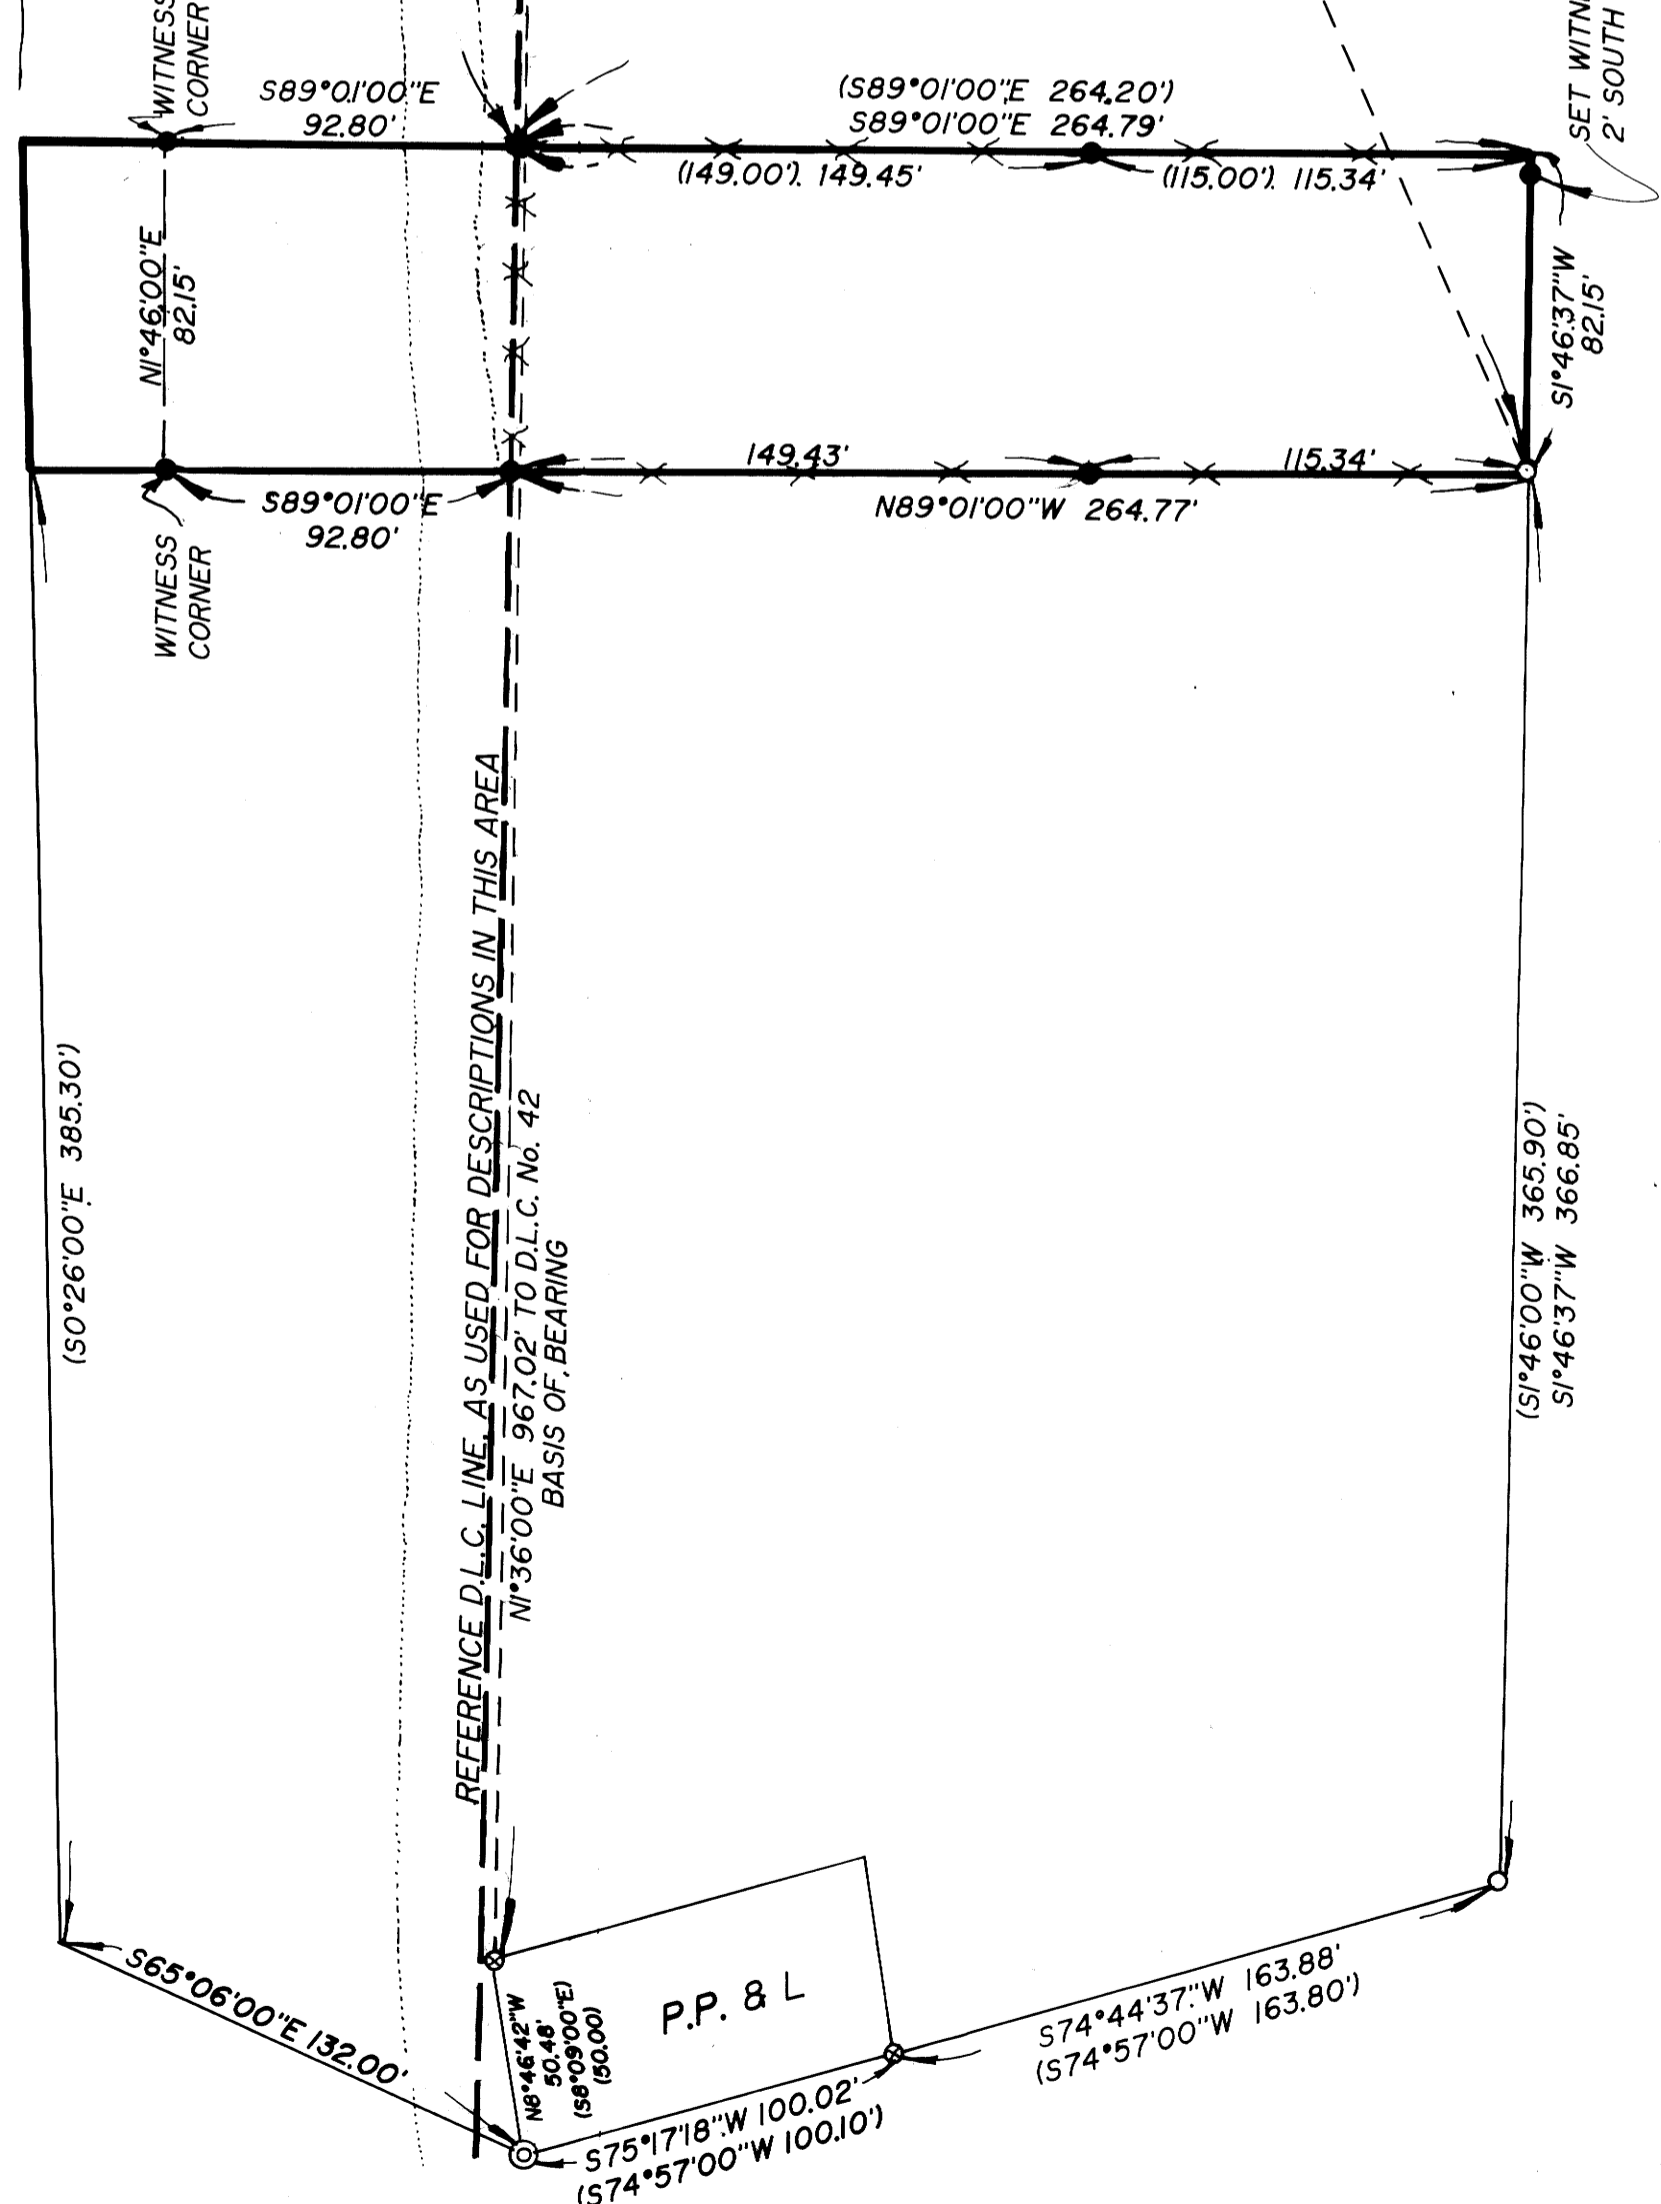 WITNESS
CORNER
S89°01'00"E
92.80'
(S89°01'00"E 264.20')
S89°01'00"E 264.79'
(149.00') 149.45'
(115.00') 115.34'
2' SOUTH
SET
N1°46'00"E
82.15'
S1°46'37"W
82.15'
149.43'
115.34'
S89°01'00"E
92.80'
N89°01'00"W 264.77'
WITNESS
CORNER
REFERENCE D.L.C. LINE, AS USED FOR DESCRIPTIONS IN THIS AREA
N1°36'00"E 967.02' TO D.L.C. No. 42
BASIS OF BEARING
(S0°26'00"E 385.30')
(S1°46'00"W 365.90')
S1°46'37"W 366.85'
S65°06'00"E 132.00'
N8°46'42"W
50.48'
(S8°09'00"E)
(50.00)
P.P. & L
S74°44'37"W 163.88'
(S74°57'00"W 163.80')
S75°17'18"W 100.02'
(S74°57'00"W 100.10')